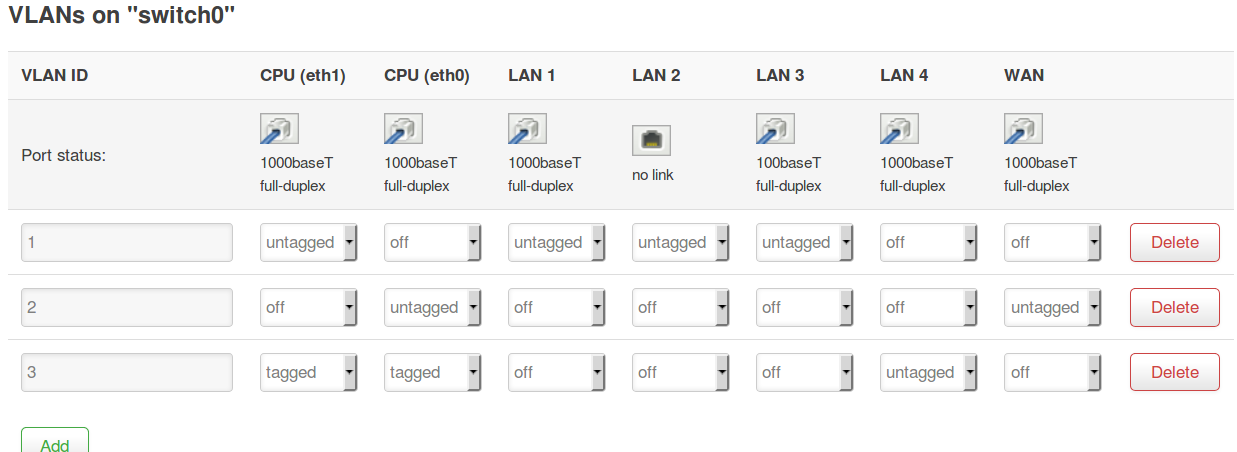 VLANs on "switch0"
VLAN ID CPU (eth1) CPU (eth0) LAN 1 LAN 2 LAN 3 LAN 4 WAN
Port status: 1000baseT full-duplex 1000baseT full-duplex 1000baseT full-duplex no link 100baseT full-duplex 1000baseT full-duplex 1000baseT full-duplex
1 untagged off untagged untagged untagged off off Delete
2 off untagged off off off off untagged Delete
3 tagged tagged off off off untagged off Delete
Add